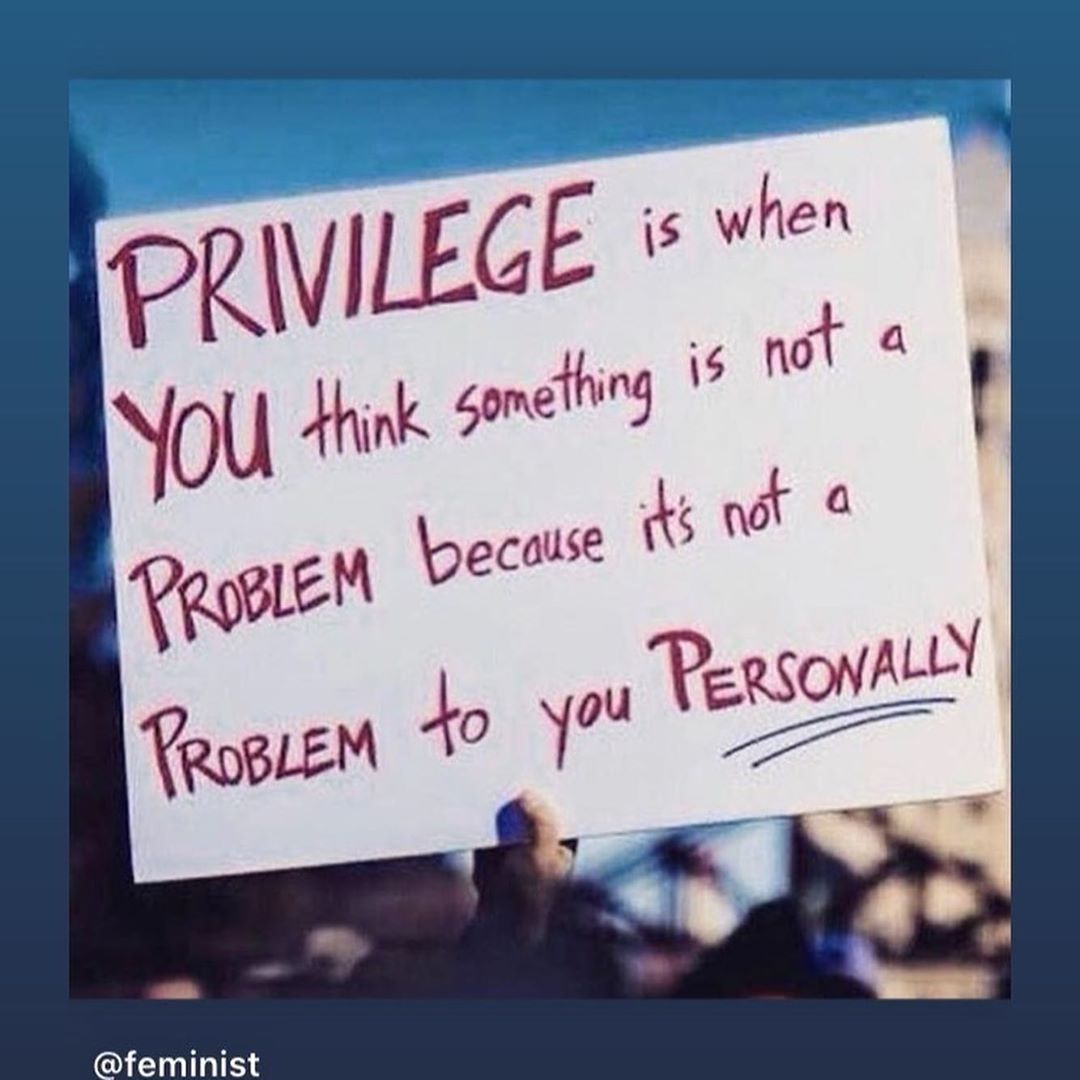 PRIVILEGE is when
YOU think something is not a
PROBLEM because it's not a
PROBLEM to you PERSONALLY
@feminist